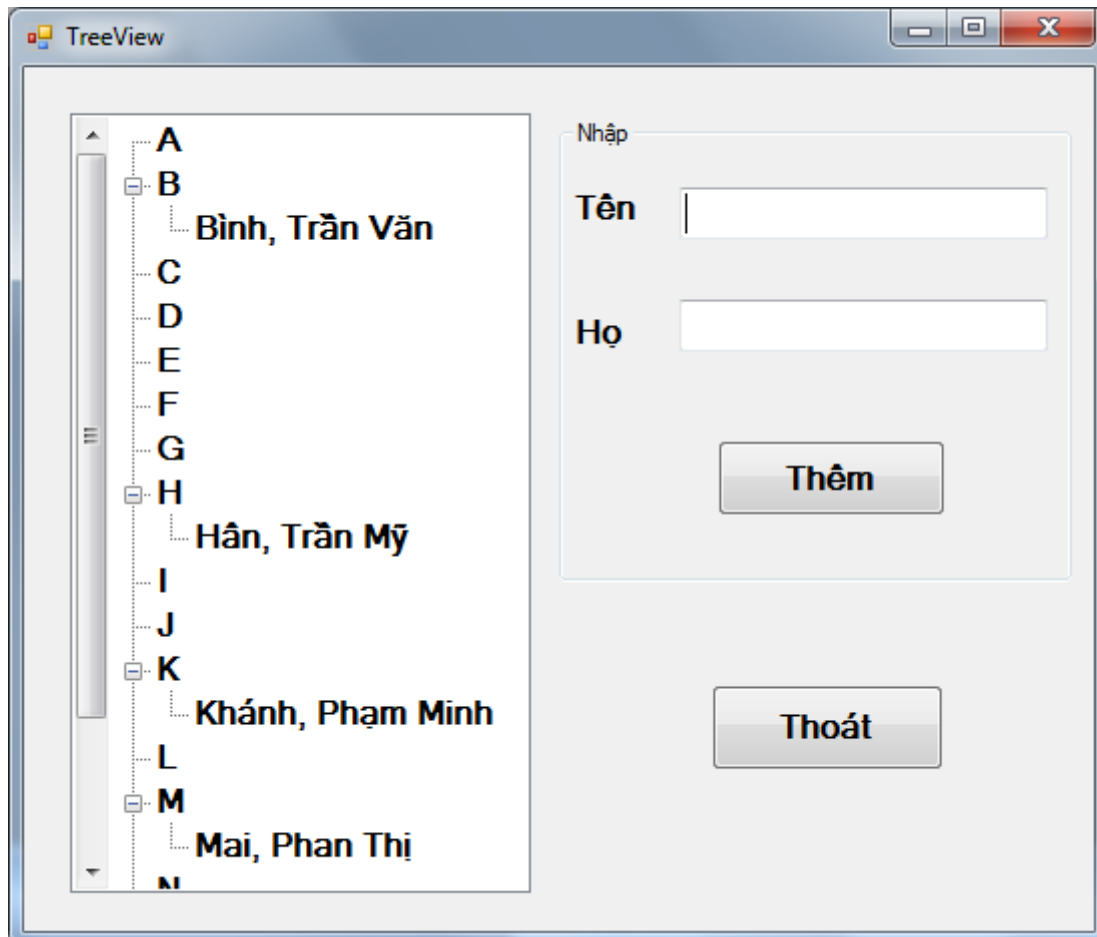 TreeView
A
B
Bình, Trần Văn
C
D
E
F
G
H
Hân, Trần Mỹ
I
J
K
Khánh, Phạm Minh
L
M
Mai, Phan Thị
N
Nhập
Tên
Họ
Thêm
Thoát